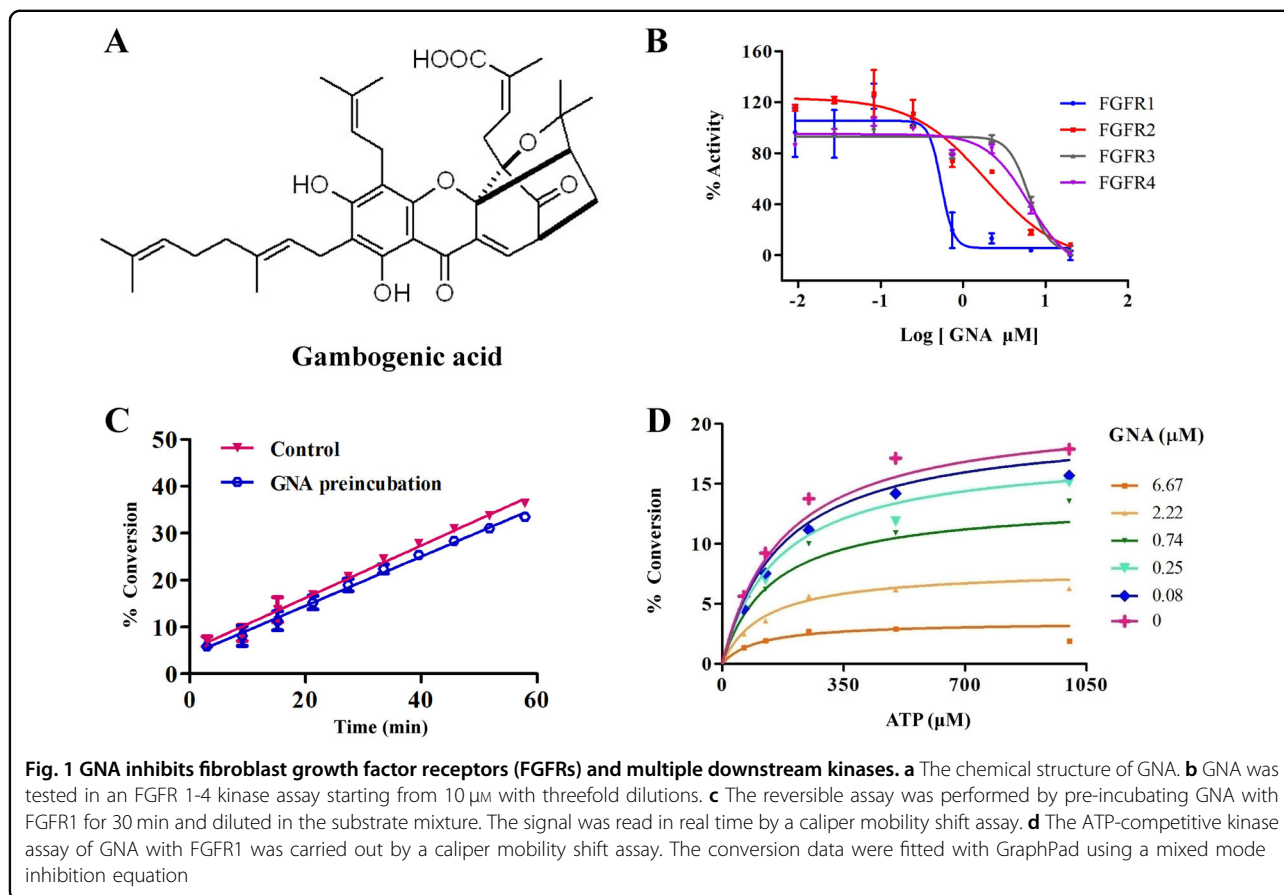 A
HOOC
O
O
HO
O
OH
O
Gambogenic acid
B
% Activity
160
120
80
40
0
-2
-1
0
1
2
Log [ GNA μM]
FGFR1
FGFR2
FGFR3
FGFR4
C
% Conversion
50
40
30
20
10
0
0
20
40
60
Time (min)
Control
GNA preincubation
D
% Conversion
20
15
10
5
0
0
350
700
1050
ATP (μM)
GNA (μM)
6.67
2.22
0.74
0.25
0.08
0
Fig. 1 GNA inhibits fibroblast growth factor receptors (FGFRs) and multiple downstream kinases. a The chemical structure of GNA. b GNA was
tested in an FGFR 1-4 kinase assay starting from 10 μM with threefold dilutions. c The reversible assay was performed by pre-incubating GNA with
FGFR1 for 30 min and diluted in the substrate mixture. The signal was read in real time by a caliper mobility shift assay. d The ATP-competitive kinase
assay of GNA with FGFR1 was carried out by a caliper mobility shift assay. The conversion data were fitted with GraphPad using a mixed mode
inhibition equation